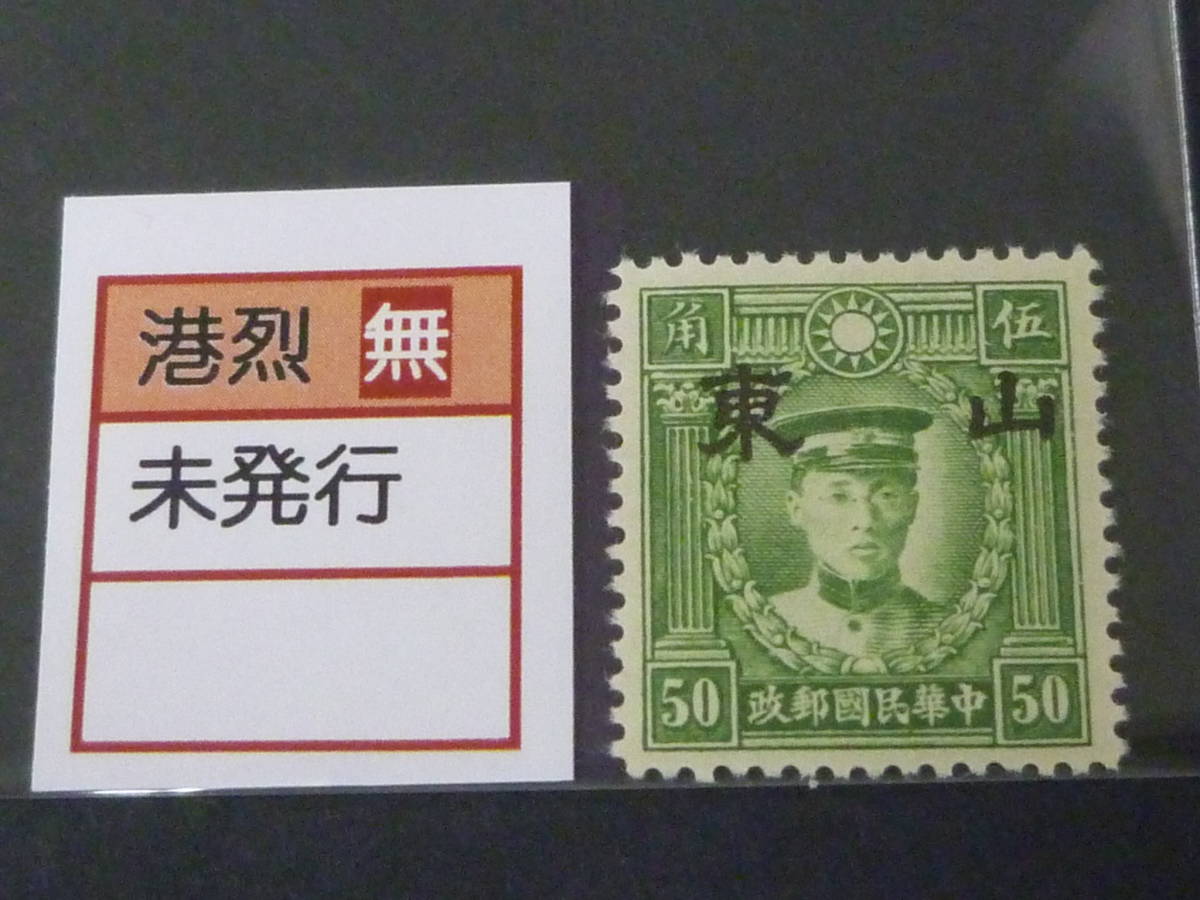 港烈 無
未発行
角 伍
東 山
50 政郵國民華中 50